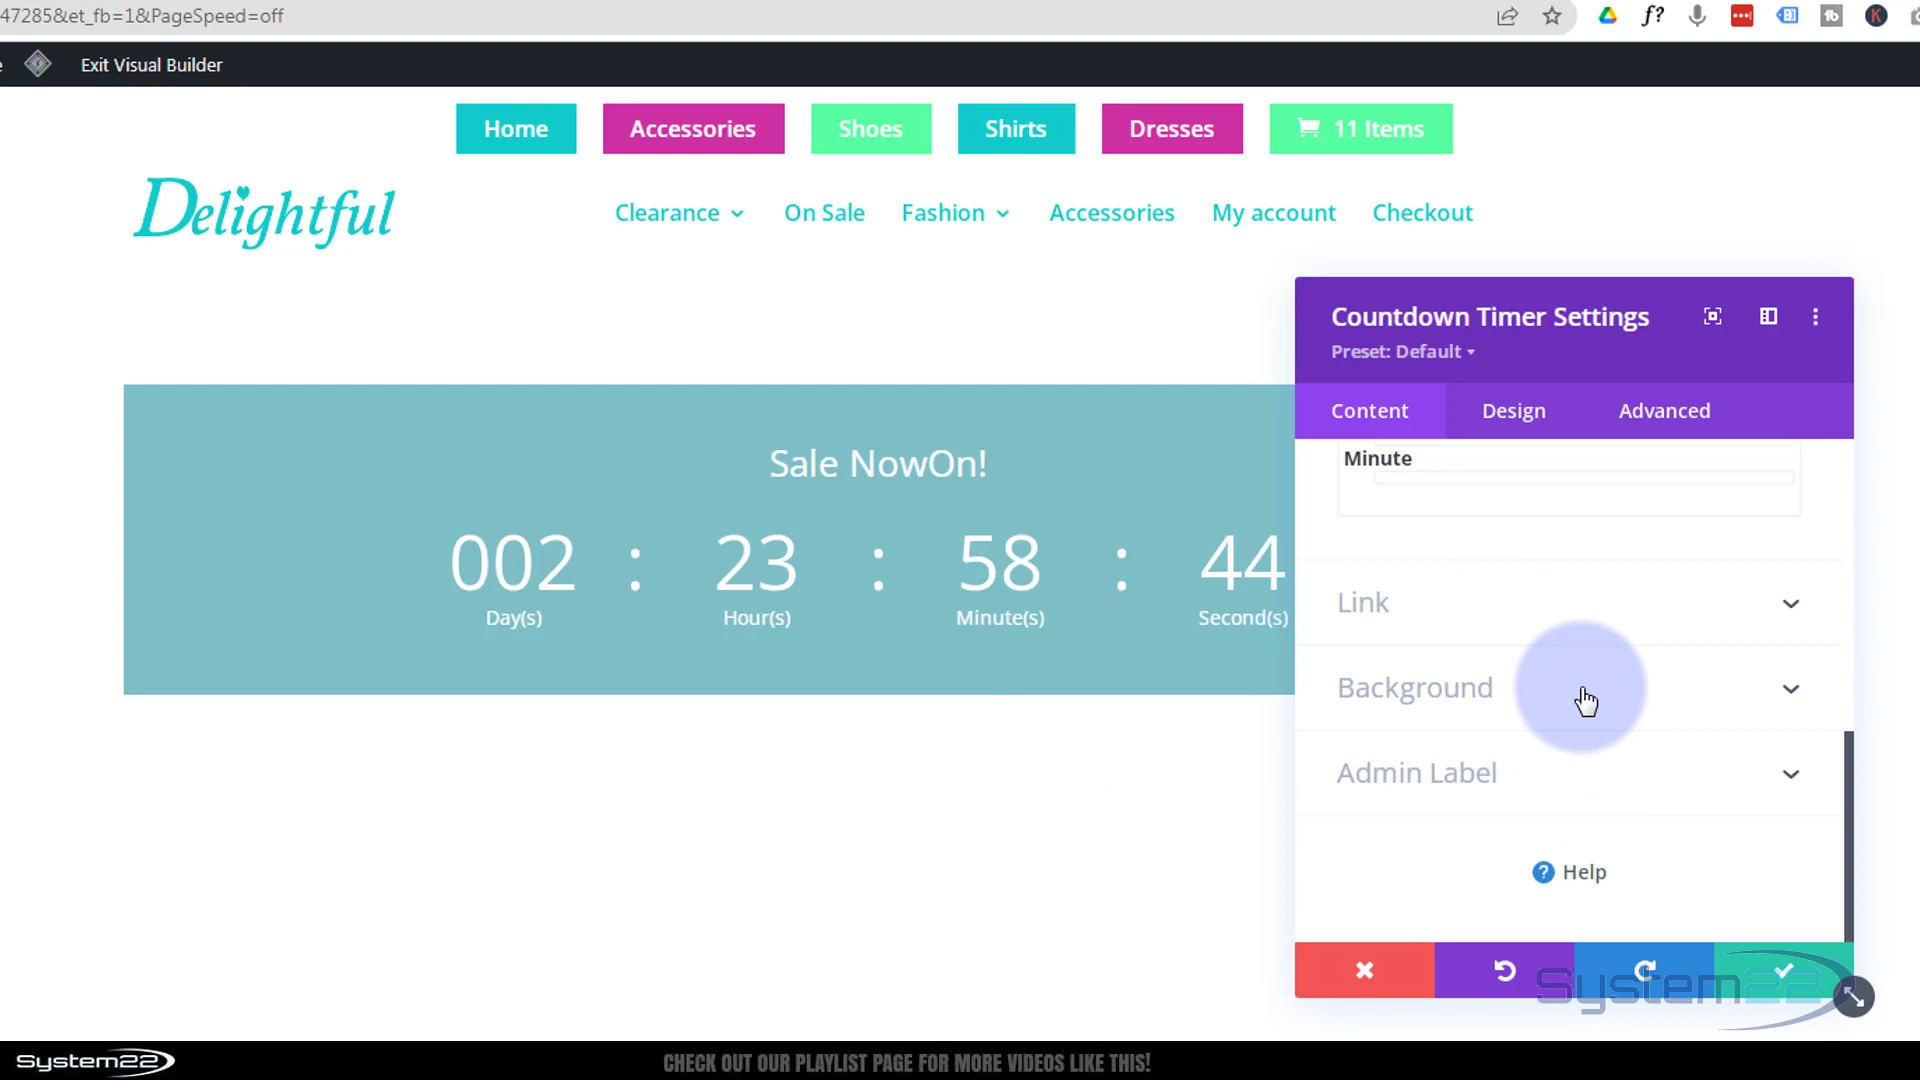 47285&et_fb=1&PageSpeed=off
Exit Visual Builder
Home
Accessories
Shoes
Shirts
Dresses
11 Items
Delightful
Clearance
On Sale
Fashion
Accessories
My account
Checkout
Sale NowOn!
002 : 23 : 58 : 44
Day(s)
Hour(s)
Minute(s)
Second(s)
Countdown Timer Settings
Preset: Default
Content
Design
Advanced
Minute
Link
Background
Admin Label
? Help
System22
System22
CHECK OUT OUR PLAYLIST PAGE FOR MORE VIDEOS LIKE THIS!